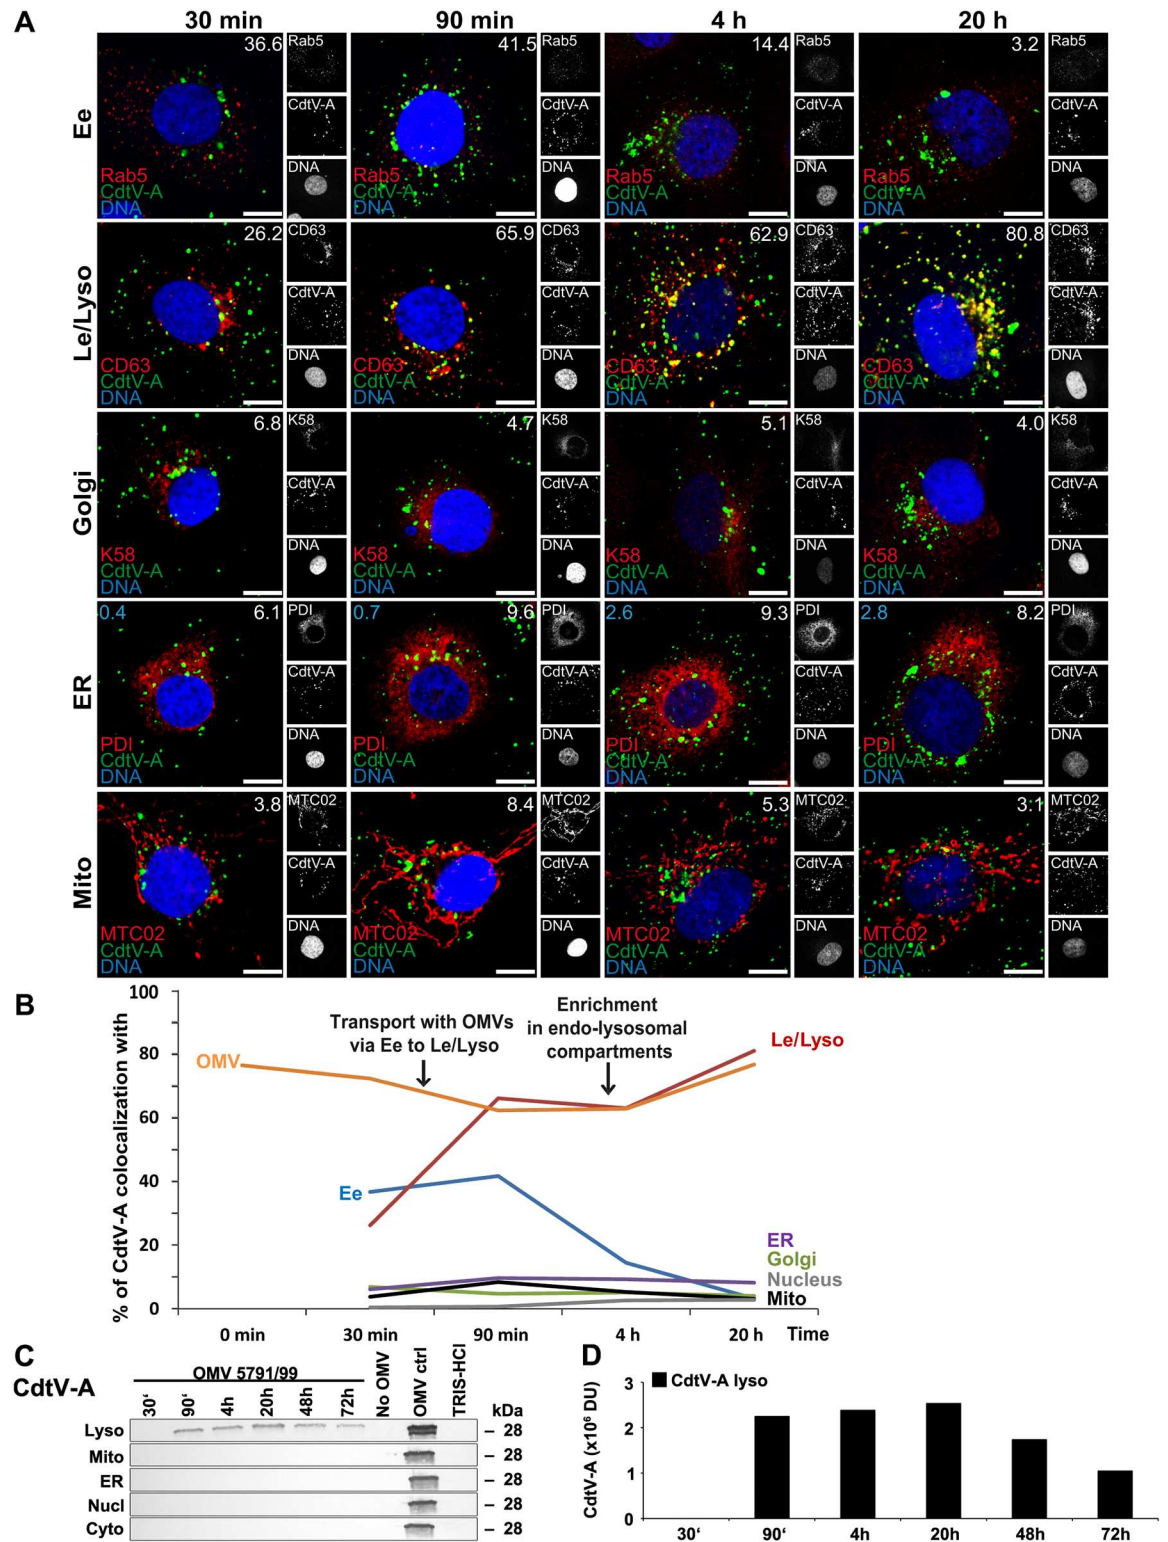 A
30 min 90 min 4 h 20 h
Ee
36.6 Rab5 41.5 Rab5 14.4 Rab5 3.2 Rab5
CdtV-A CdtV-A CdtV-A CdtV-A
DNA DNA DNA DNA
Rab5 Rab5 Rab5 Rab5
CdtV-A CdtV-A CdtV-A CdtV-A
DNA DNA DNA DNA
Le/Lyso
26.2 CD63 65.9 CD63 62.9 CD63 80.8 CD63
CdtV-A CdtV-A CdtV-A CdtV-A
DNA DNA DNA DNA
CD63 CD63 CD63 CD63
CdtV-A CdtV-A CdtV-A CdtV-A
DNA DNA DNA DNA
Golgi
6.8 K58 4.7 K58 5.1 K58 4.0 K58
CdtV-A CdtV-A CdtV-A CdtV-A
DNA DNA DNA DNA
K58 K58 K58 K58
CdtV-A CdtV-A CdtV-A CdtV-A
DNA DNA DNA DNA
ER
0.4 6.1 PDI 0.7 9.6 PDI 2.6 9.3 PDI 2.8 8.2 PDI
CdtV-A CdtV-A CdtV-A CdtV-A
DNA DNA DNA DNA
PDI PDI PDI PDI
CdtV-A CdtV-A CdtV-A CdtV-A
DNA DNA DNA DNA
Mito
3.8 MTC02 8.4 MTC02 5.3 MTC02 3.1 MTC02
CdtV-A CdtV-A CdtV-A CdtV-A
DNA DNA DNA DNA
MTC02 MTC02 MTC02 MTC02
CdtV-A CdtV-A CdtV-A CdtV-A
DNA DNA DNA DNA
B
% of CdtV-A colocalization with
100
80
60
40
20
0
Transport with OMVs
via Ee to Le/Lyso
Enrichment
in endo-lysosomal
compartments
OMV
Le/Lyso
Ee
ER
Golgi
Nucleus
Mito
0 min 30 min 90 min 4 h 20 h Time
C
CdtV-A
OMV 5791/99
30‘ 90‘ 4h 20h 48h 72h No OMV OMV ctrl TRIS-HCl
kDa
Lyso – 28
Mito – 28
ER – 28
Nucl – 28
Cyto – 28
D
CdtV-A lyso
CdtV-A (x10⁶ DU)
3
2
1
0
30‘ 90‘ 4h 20h 48h 72h